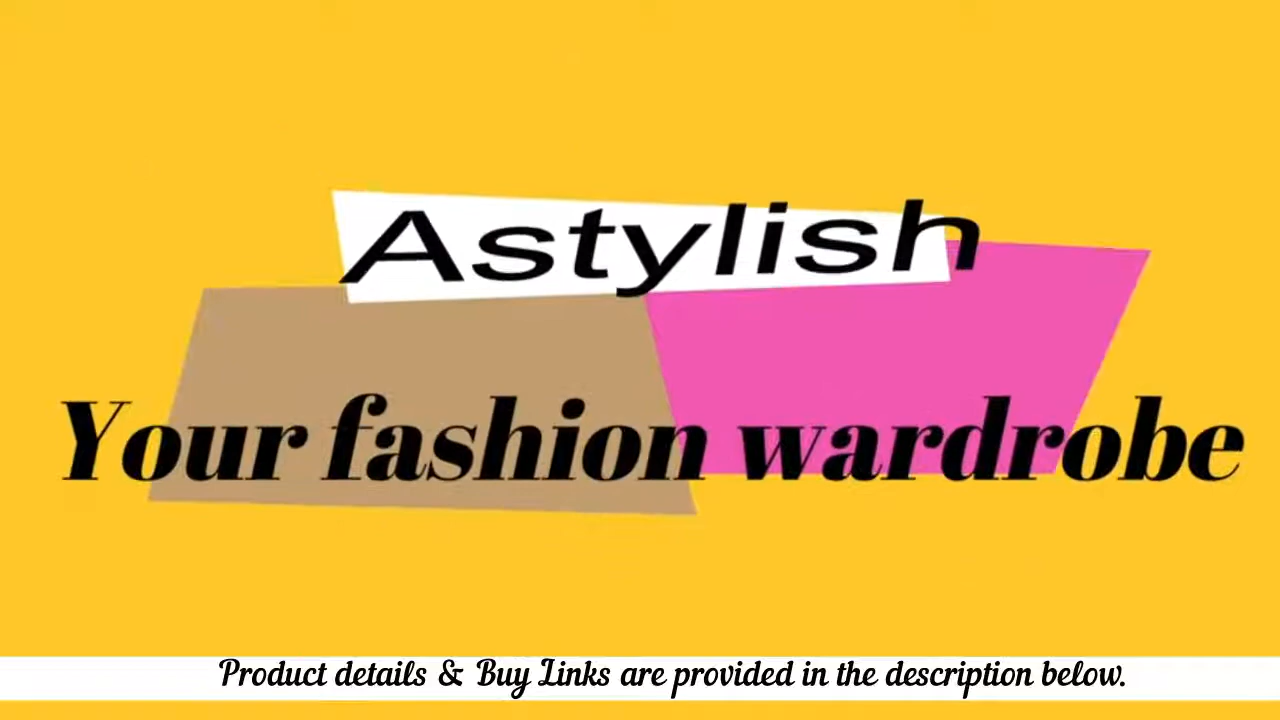 Astylish
Your fashion wardrobe
Product details & Buy Links are provided in the description below.